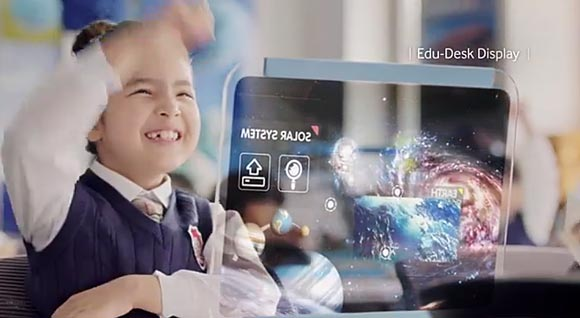 Edu-Desk Display
SOLAR SYSTEM
EARTH